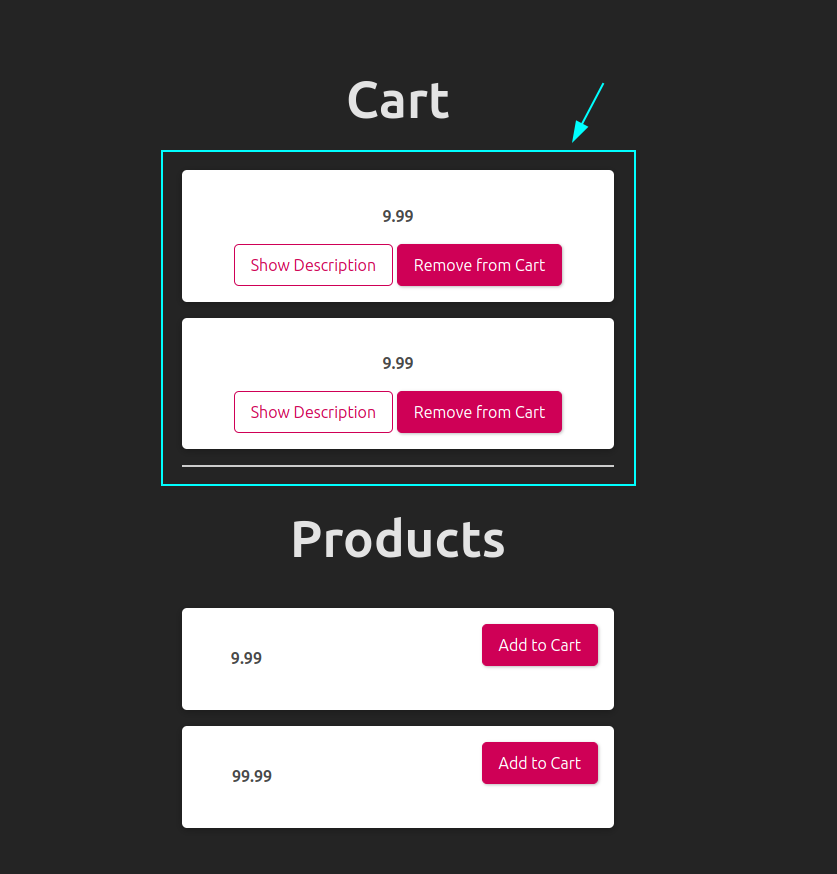 Cart
9.99
Show Description Remove from Cart
9.99
Show Description Remove from Cart
Products
Add to Cart
9.99
Add to Cart
99.99